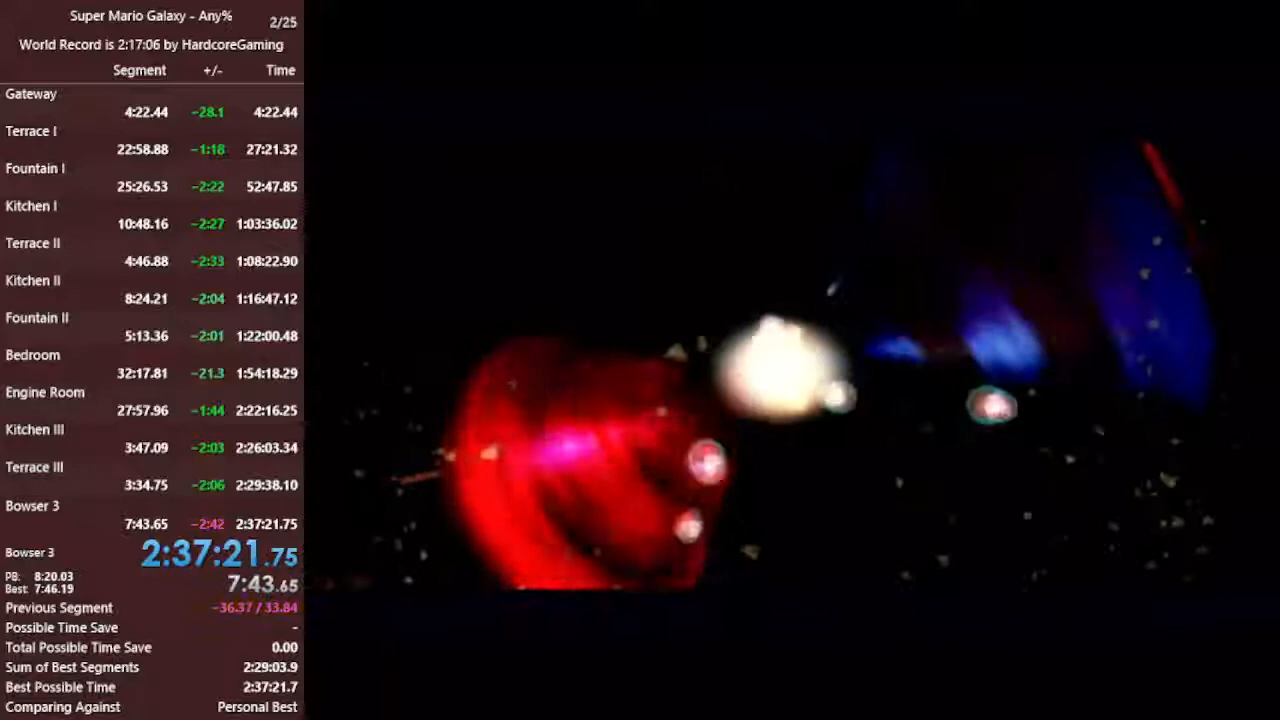 Super Mario Galaxy - Any%
2/25
World Record is 2:17:06 by HardcoreGaming
Segment +/- Time
Gateway
4:22.44 -28.1 4:22.44
Terrace I
22:58.88 -1:18 27:21.32
Fountain I
25:26.53 -2:22 52:47.85
Kitchen I
10:48.16 -2:27 1:03:36.02
Terrace II
4:46.88 -2:33 1:08:22.90
Kitchen II
8:24.21 -2:04 1:16:47.12
Fountain II
5:13.36 -2:01 1:22:00.48
Bedroom
32:17.81 -21.3 1:54:18.29
Engine Room
27:57.96 -1:44 2:22:16.25
Kitchen III
3:47.09 -2:03 2:26:03.34
Terrace III
3:34.75 -2:06 2:29:38.10
Bowser 3
7:43.65 -2:42 2:37:21.75
Bowser 3 2:37:21.75
PB: 8:20.03
Best: 7:46.19 7:43.65
Previous Segment -36.37 / 33.84
Possible Time Save -
Total Possible Time Save 0.00
Sum of Best Segments 2:29:03.9
Best Possible Time 2:37:21.7
Comparing Against Personal Best